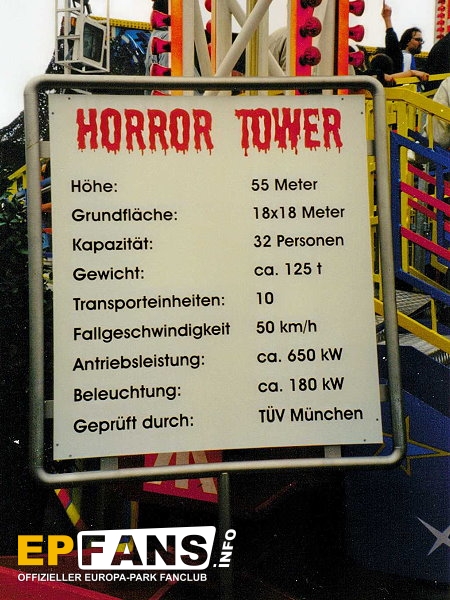 HORROR TOWER
Höhe: 55 Meter
Grundfläche: 18x18 Meter
Kapazität: 32 Personen
Gewicht: ca. 125 t
Transporteinheiten: 10
Fallgeschwindigkeit 50 km/h
Antriebsleistung: ca. 650 kW
Beleuchtung: ca. 180 kW
Geprüft durch: TÜV München
EPFANS.INFO
OFFIZIELLER EUROPA-PARK FANCLUB